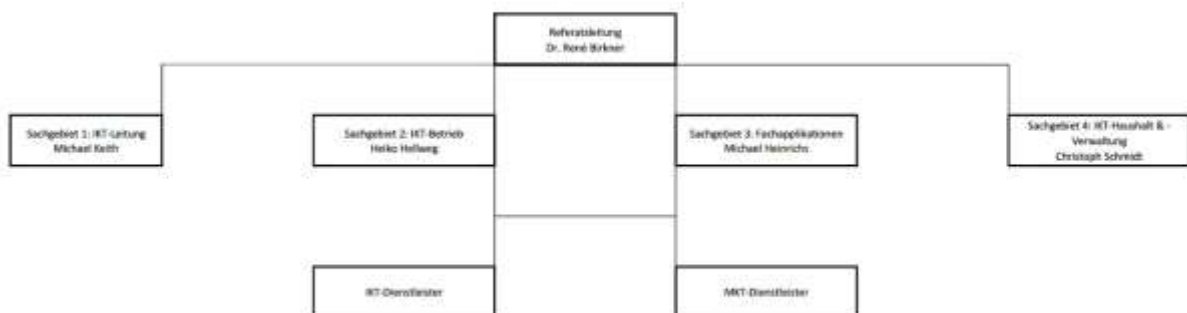 Referatsleitung
Dr. René Birkner
Sachgebiet 1: IKT-Leitung
Michael Keith
Sachgebiet 2: IKT-Betrieb
Heiko Hellweg
Sachgebiet 3: Fachapplikationen
Michael Heinrichs
Sachgebiet 4: IKT-Haushalt & -
Verwaltung
Christoph Schmidt
IKT-Dienstleister
MKT-Dienstleister